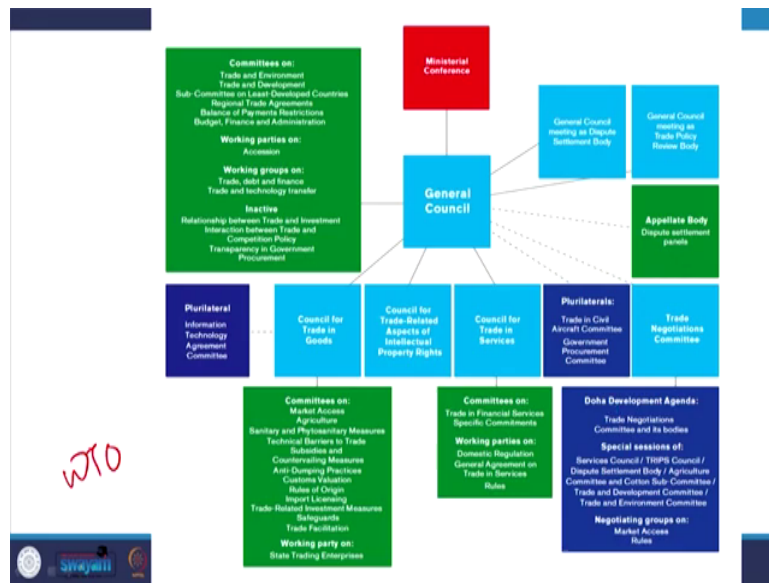 Committees on:
Trade and Environment
Trade and Development
Sub-Committee on Least-Developed Countries
Regional Trade Agreements
Balance of Payments Restrictions
Budget, Finance and Administration
Working parties on:
Accession
Working groups on:
Trade, debt and finance
Trade and technology transfer
Inactive
Relationship between Trade and Investment
Interaction between Trade and
Competition Policy
Transparency in Government
Procurement
Ministerial
Conference
General
Council
General Council
meeting as Dispute
Settlement Body
General Council
meeting as
Trade Policy
Review Body
Appellate Body
Dispute settlement
panels
Plurilateral
Information
Technology
Agreement
Committee
Council for
Trade in
Goods
Council for
Trade-Related
Aspects of
Intellectual
Property Rights
Council for
Trade in
Services
Plurilaterals:
Trade in Civil
Aircraft Committee
Government
Procurement
Committee
Trade
Negotiations
Committee
Committees on:
Market Access
Agriculture
Sanitary and Phytosanitary Measures
Technical Barriers to Trade
Subsidies and
Countervailing Measures
Anti-Dumping Practices
Customs Valuation
Rules of Origin
Import Licensing
Trade-Related Investment Measures
Safeguards
Trade Facilitation
Working party on:
State Trading Enterprises
Committees on:
Trade in Financial Services
Specific Commitments
Working parties on:
Domestic Regulation
General Agreement on
Trade in Services
Rules
Doha Development Agenda:
Trade Negotiations
Committee and its bodies
Special sessions of:
Services Council / TRIPS Council /
Dispute Settlement Body / Agriculture
Committee and Cotton Sub-Committee /
Trade and Development Committee /
Trade and Environment Committee
Negotiating groups on:
Market Access
Rules
WTO
swayam